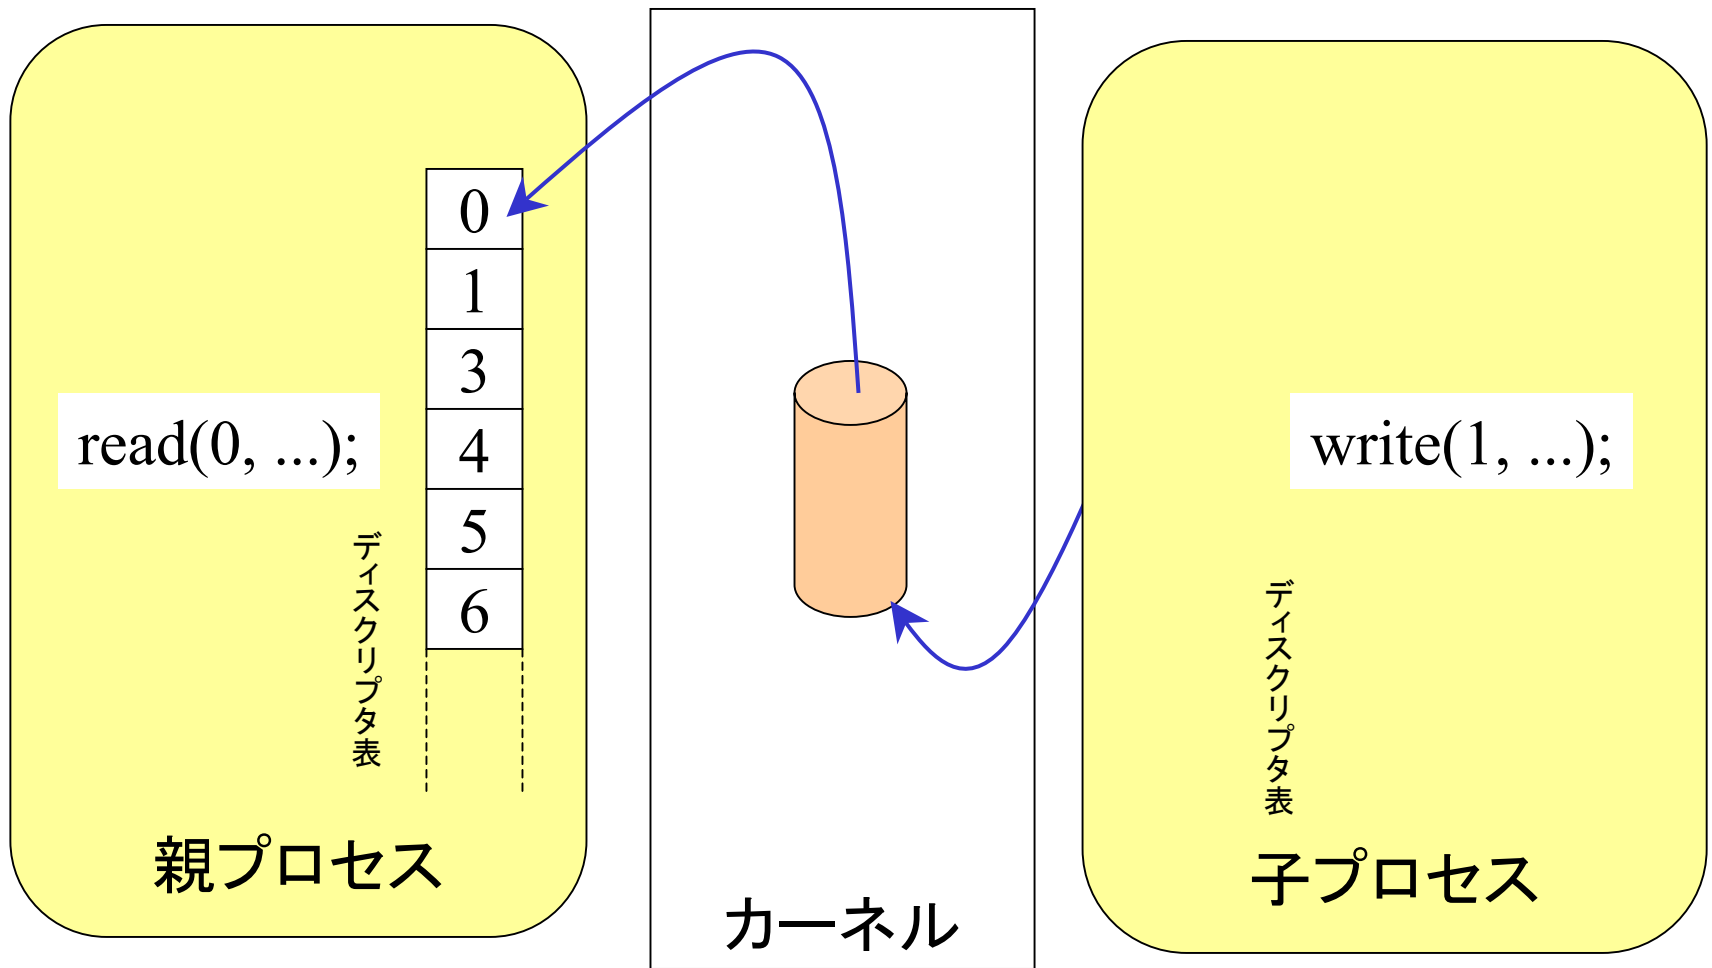 0
1
3
4
5
6
read(0, ...);
ディスクリプタ表
親プロセス
カーネル
write(1, ...);
ディスクリプタ表
子プロセス